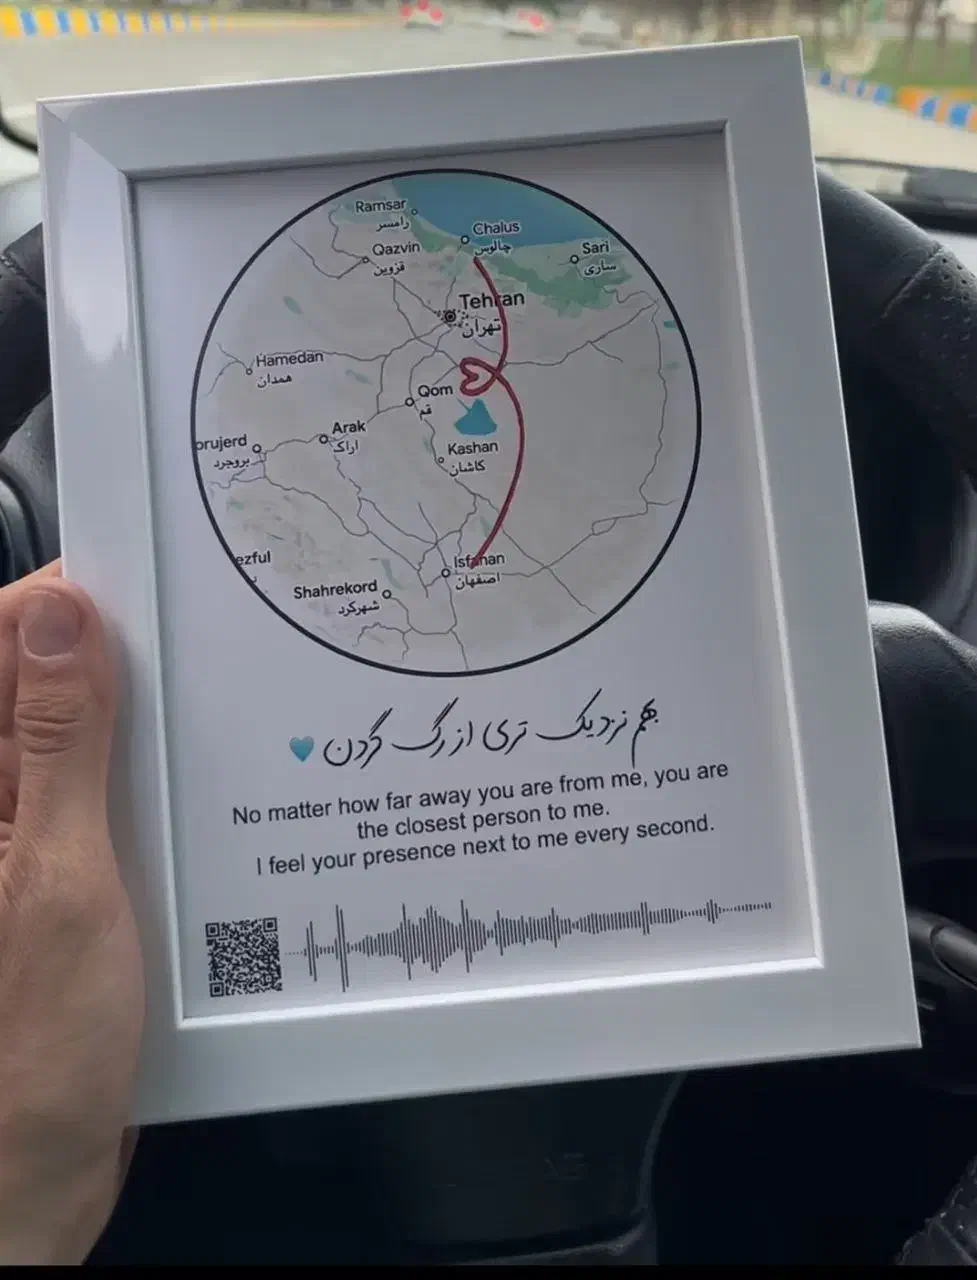 Ramsar
رامسر
Chalus
چالوس
Qazvin
قزوین
Sari
ساری
Tehran
تهران
Hamedan
همدان
Qom
قم
Arak
اراک
Kashan
کاشان
orujerd
بروجرد
ezful
Isfahan
اصفهان
Shahrekord
شهرکرد
بهم نزدیک تری از رگ گردن
No matter how far away you are from me, you are
the closest person to me.
I feel your presence next to me every second.